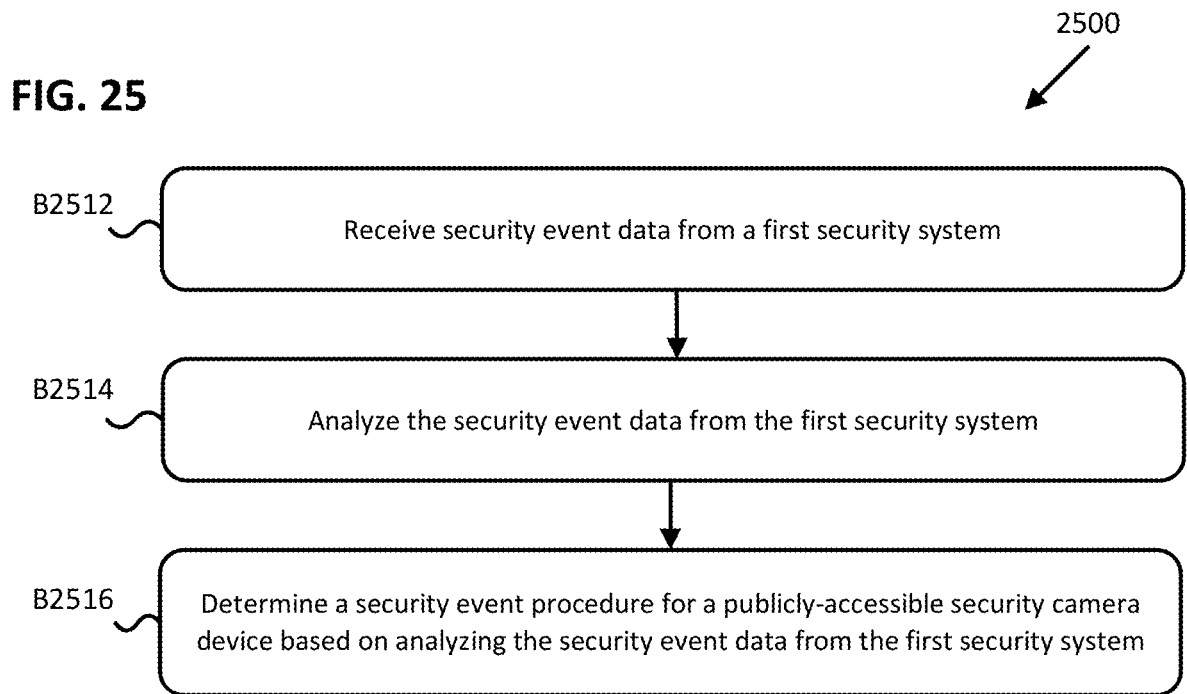 2500
FIG. 25
B2512
Receive security event data from a first security system
B2514
Analyze the security event data from the first security system
B2516
Determine a security event procedure for a publicly-accessible security camera
device based on analyzing the security event data from the first security system